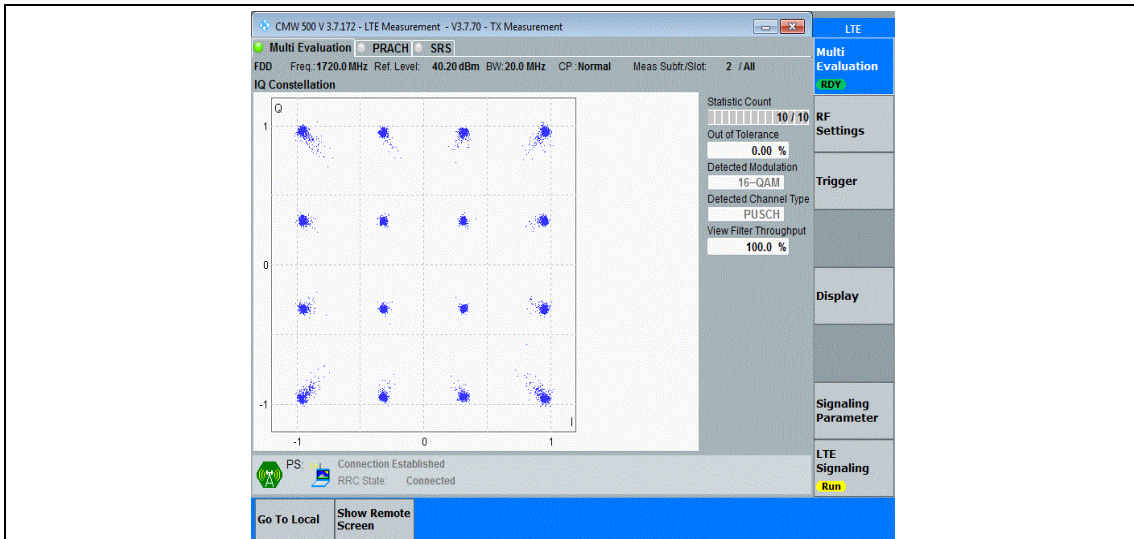 CMW 500 V 3.7.172 - LTE Measurement - V3.7.70 - TX Measurement
LTE
Multi Evaluation PRACH SRS
FDD Freq.:1720.0 MHz Ref. Level: 40.20 dBm BW:20.0 MHz CP :Normal Meas Subfr./Slot: 2 / All
IQ Constellation
Q
1
0
-1
-1
0
1
I
Statistic Count
10 / 10
Out of Tolerance
0.00 %
Detected Modulation
16-QAM
Detected Channel Type
PUSCH
View Filter Throughput
100.0 %
Multi
Evaluation
RDY
RF
Settings
Trigger
Display
Signaling
Parameter
LTE
Signaling
Run
PS: Connection Established
RRC State: Connected
Go To Local
Show Remote
Screen